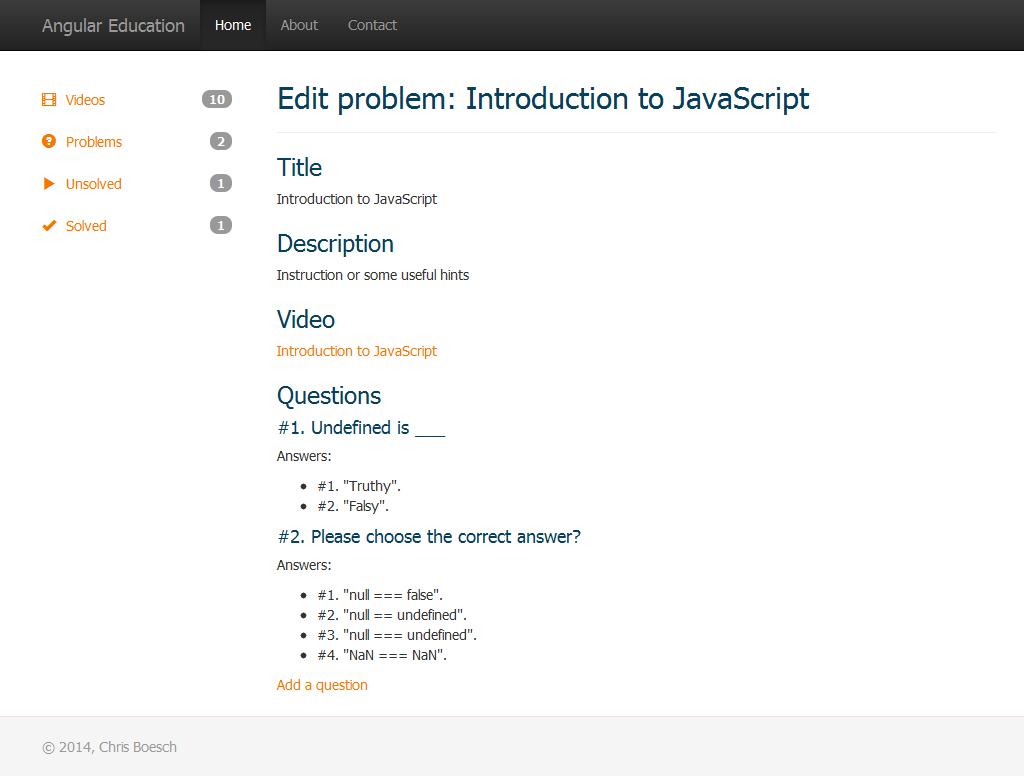 Angular Education Home About Contact
Videos 10
Problems 2
Unsolved 1
Solved 1
Edit problem: Introduction to JavaScript
Title
Introduction to JavaScript
Description
Instruction or some useful hints
Video
Introduction to JavaScript
Questions
#1. Undefined is ___
Answers:
#1. "Truthy".
#2. "Falsy".
#2. Please choose the correct answer?
Answers:
#1. "null === false".
#2. "null == undefined".
#3. "null === undefined".
#4. "NaN === NaN".
Add a question
© 2014, Chris Boesch